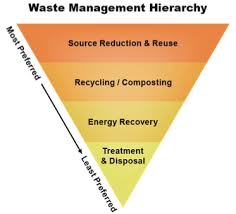 Waste Management Hierarchy
Most Preferred
Source Reduction & Reuse
Recycling / Composting
Energy Recovery
Treatment
& Disposal
Least Preferred